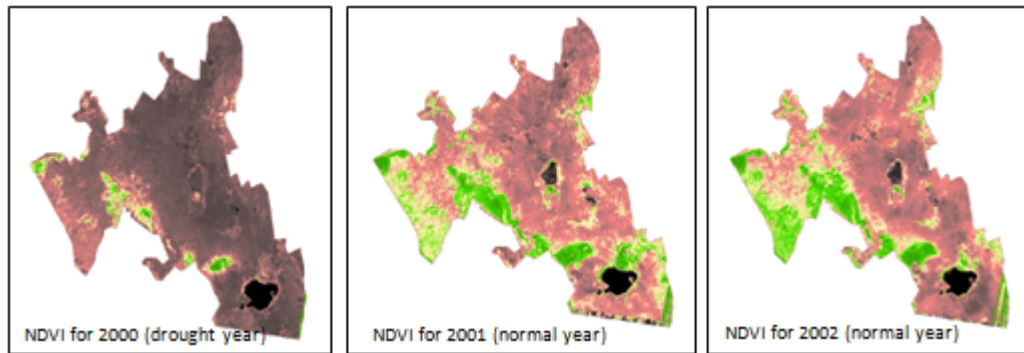 NDVI for 2000 (drought year)
NDVI for 2001 (normal year)
NDVI for 2002 (normal year)